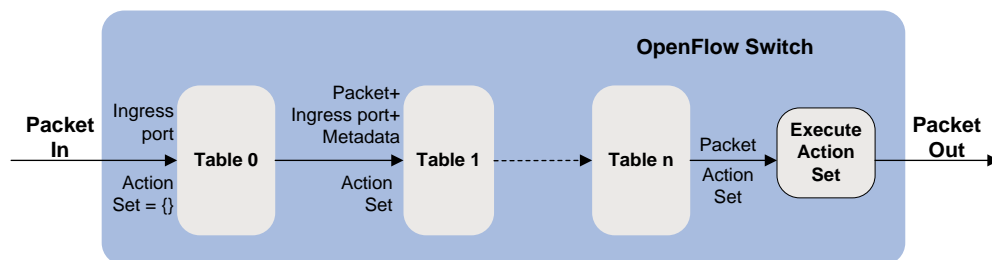 OpenFlow Switch
Packet
In
Ingress
port
Action
Set = {}
Table 0
Packet+
Ingress port+
Metadata
Action
Set
Table 1
Table n
Packet
Action
Set
Execute
Action
Set
Packet
Out